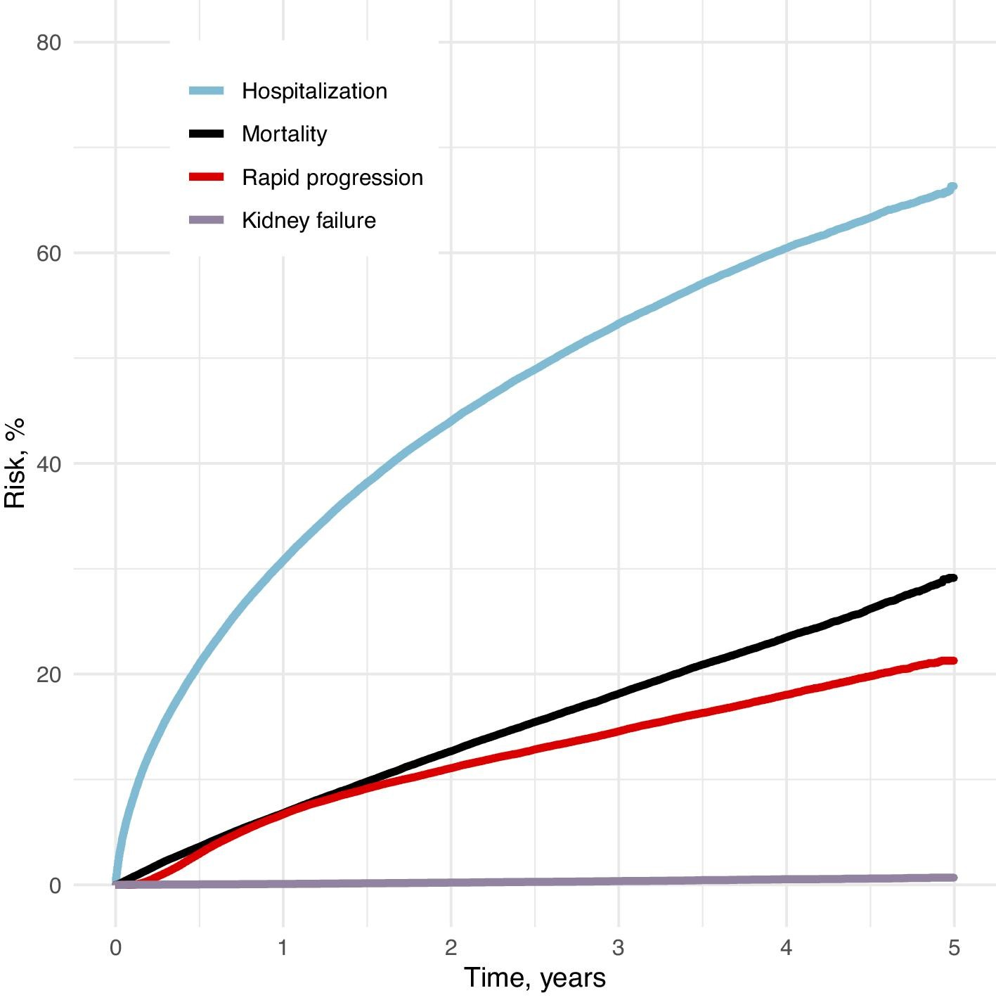 80
60
40
20
0
Risk, %
Hospitalization
Mortality
Rapid progression
Kidney failure
0 1 2 3 4 5
Time, years